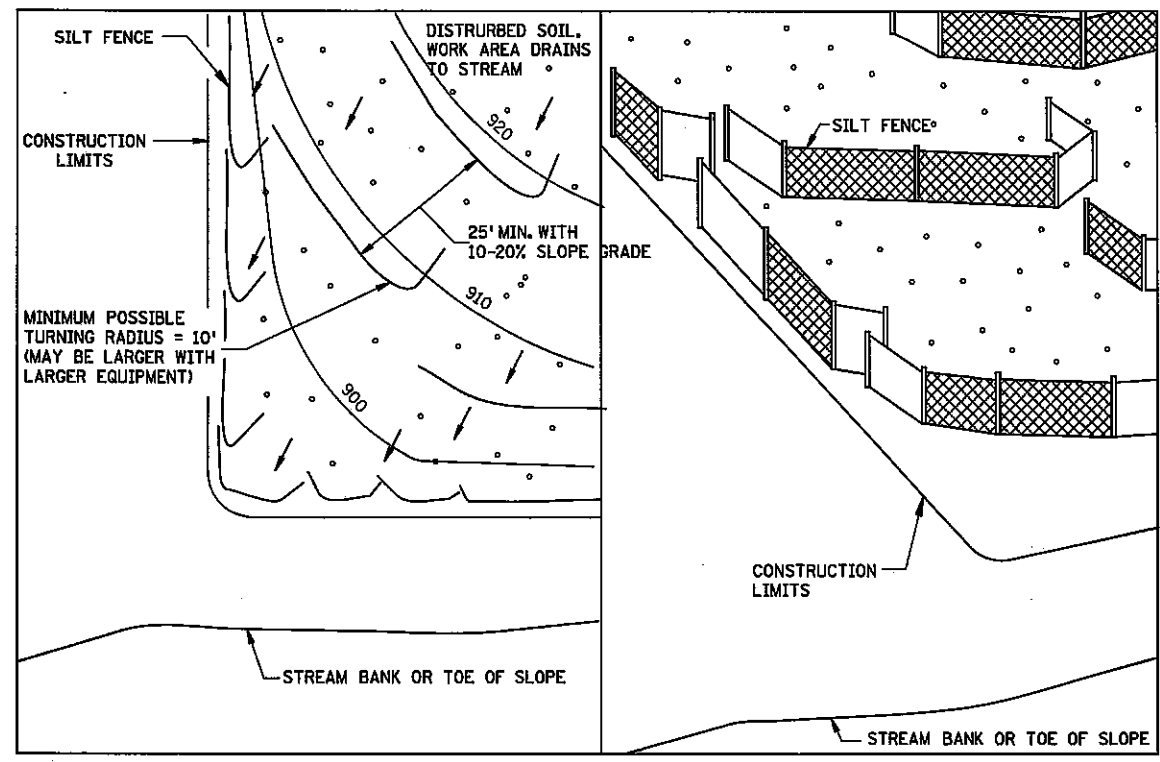 SILT FENCE
DISTRURBED SOIL.
WORK AREA DRAINS
TO STREAM
CONSTRUCTION
LIMITS
920
25' MIN. WITH
10-20% SLOPE GRADE
910
MINIMUM POSSIBLE
TURNING RADIUS = 10'
(MAY BE LARGER WITH
LARGER EQUIPMENT)
900
STREAM BANK OR TOE OF SLOPE
SILT FENCE
CONSTRUCTION
LIMITS
STREAM BANK OR TOE OF SLOPE